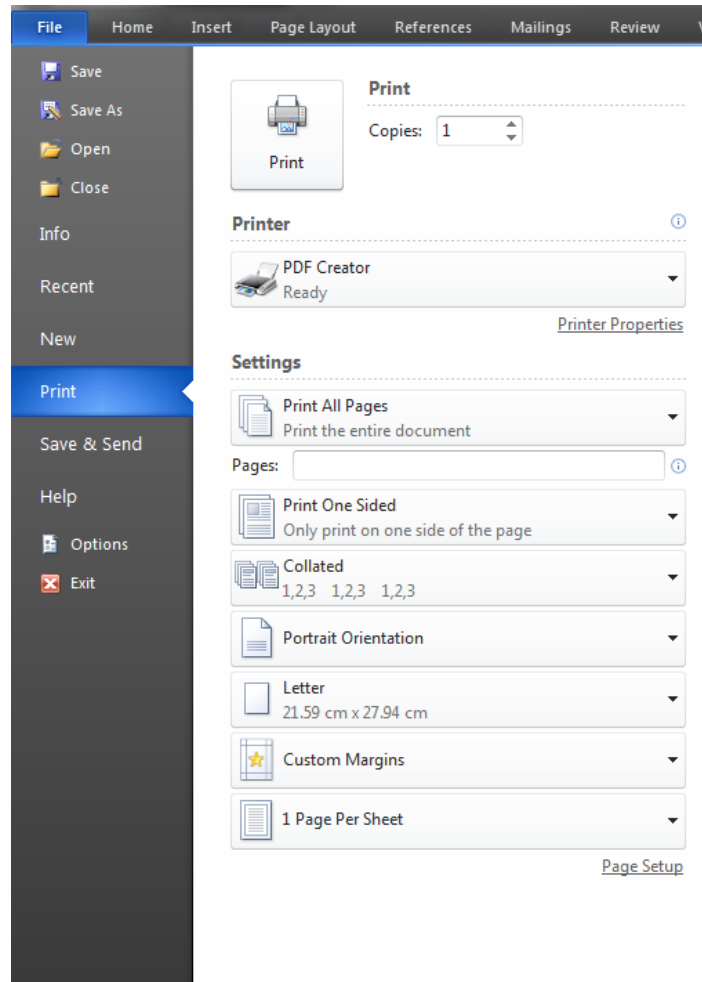 File Home Insert Page Layout References Mailings Review
Save
Save As
Open
Close
Info
Recent
New
Print
Save & Send
Help
Options
Exit
Print
Print
Copies: 1
Printer
PDF Creator
Ready
Printer Properties
Settings
Print All Pages
Print the entire document
Pages:
Print One Sided
Only print on one side of the page
Collated
1,2,3 1,2,3 1,2,3
Portrait Orientation
Letter
21.59 cm x 27.94 cm
Custom Margins
1 Page Per Sheet
Page Setup